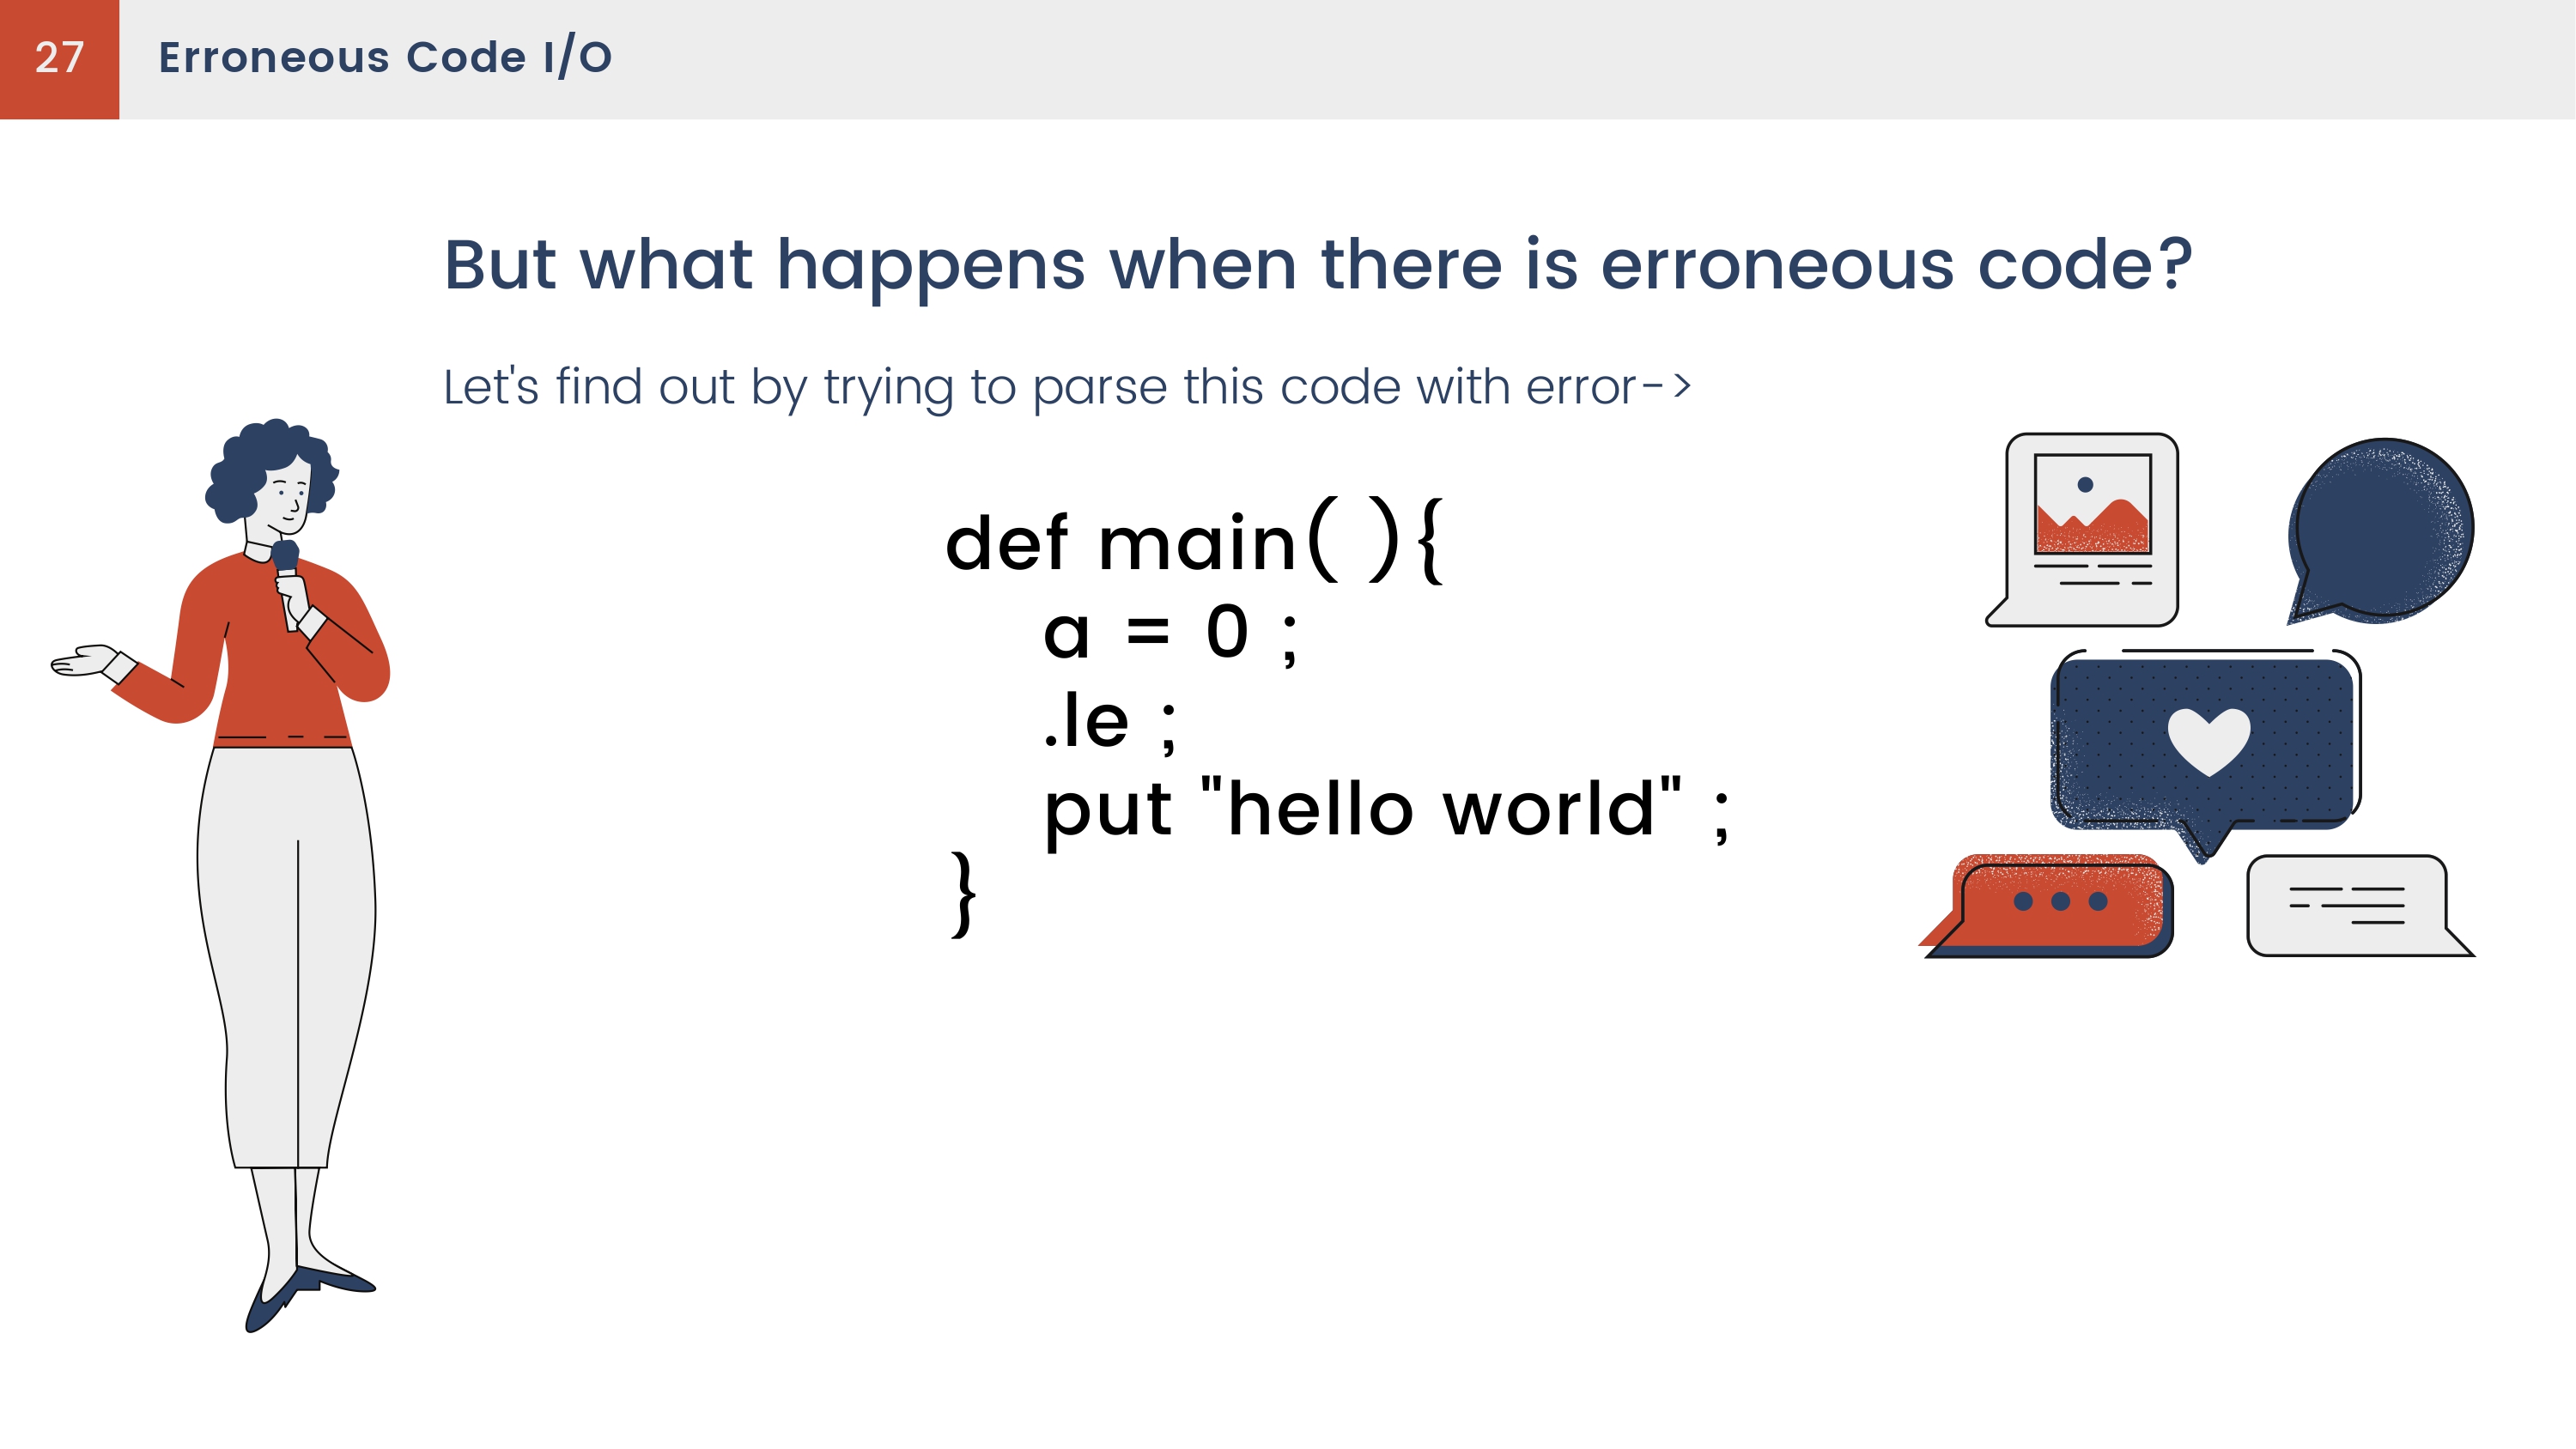 27
Erroneous Code I/O
But what happens when there is erroneous code?
Let's find out by trying to parse this code with error->
def main( ){
a = 0 ;
.le ;
put "hello world" ;
}